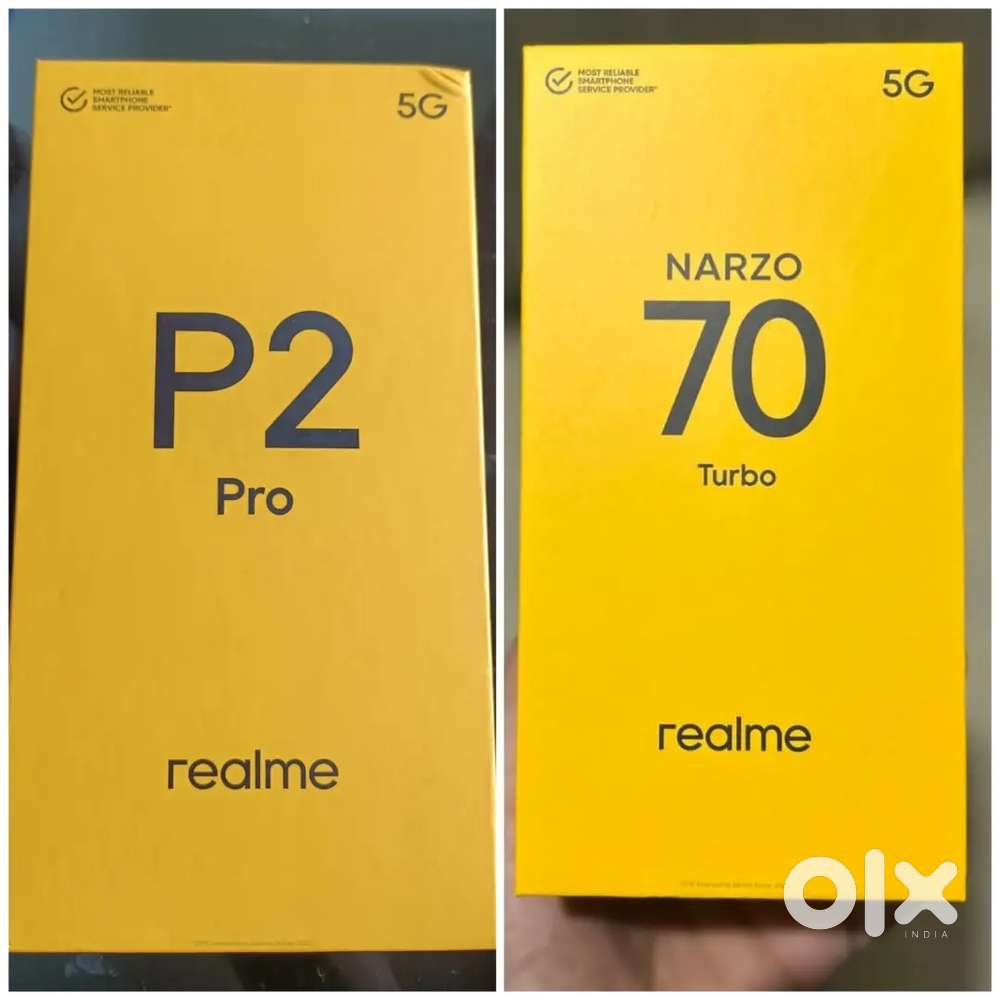 MOST RELIABLE
SMARTPHONE
SERVICE PROVIDER*
5G
P2
Pro
realme
MOST RELIABLE
SMARTPHONE
SERVICE PROVIDER*
5G
NARZO
70
Turbo
realme
olx
INDIA